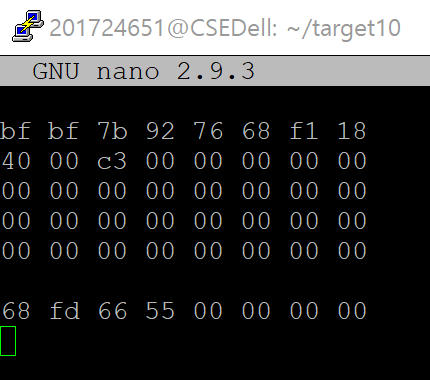 201724651@CSEDell: ~/target10
GNU nano 2.9.3
bf bf 7b 92 76 68 f1 18
40 00 c3 00 00 00 00 00
00 00 00 00 00 00 00 00
00 00 00 00 00 00 00 00
00 00 00 00 00 00 00 00
68 fd 66 55 00 00 00 00